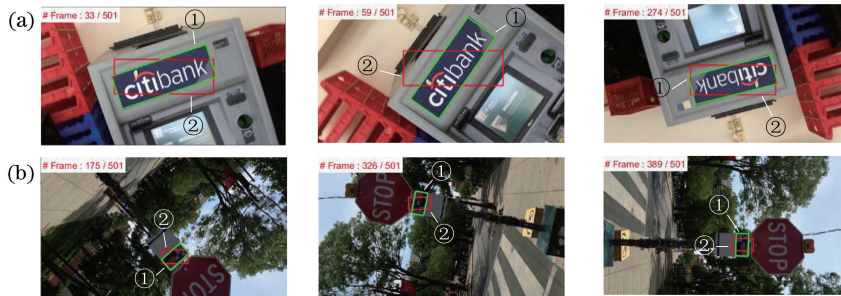 (a)
# Frame : 33 / 501
①
citibank
②
# Frame : 59 / 501
①
②
citibank
# Frame : 274 / 501
①
citibank
②
(b)
# Frame : 175 / 501
②
①
STOP
# Frame : 326 / 501
STOP
①
②
# Frame : 389 / 501
①
②
STOP